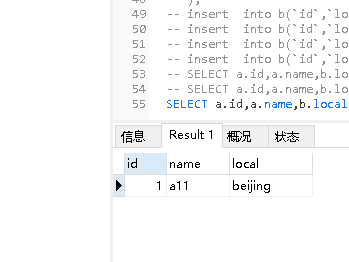 48 );
49 -- insert  into b(`id`,`lo
50 -- insert  into b(`id`,`lo
51 -- insert  into b(`id`,`lo
52 -- insert  into b(`id`,`lo
53 -- SELECT a.id,a.name,b.l
54 -- SELECT a.id,a.name,b.l
55 SELECT a.id,a.name,b.local
信息 Result 1 概况 状态
id name local
1 a11 beijing